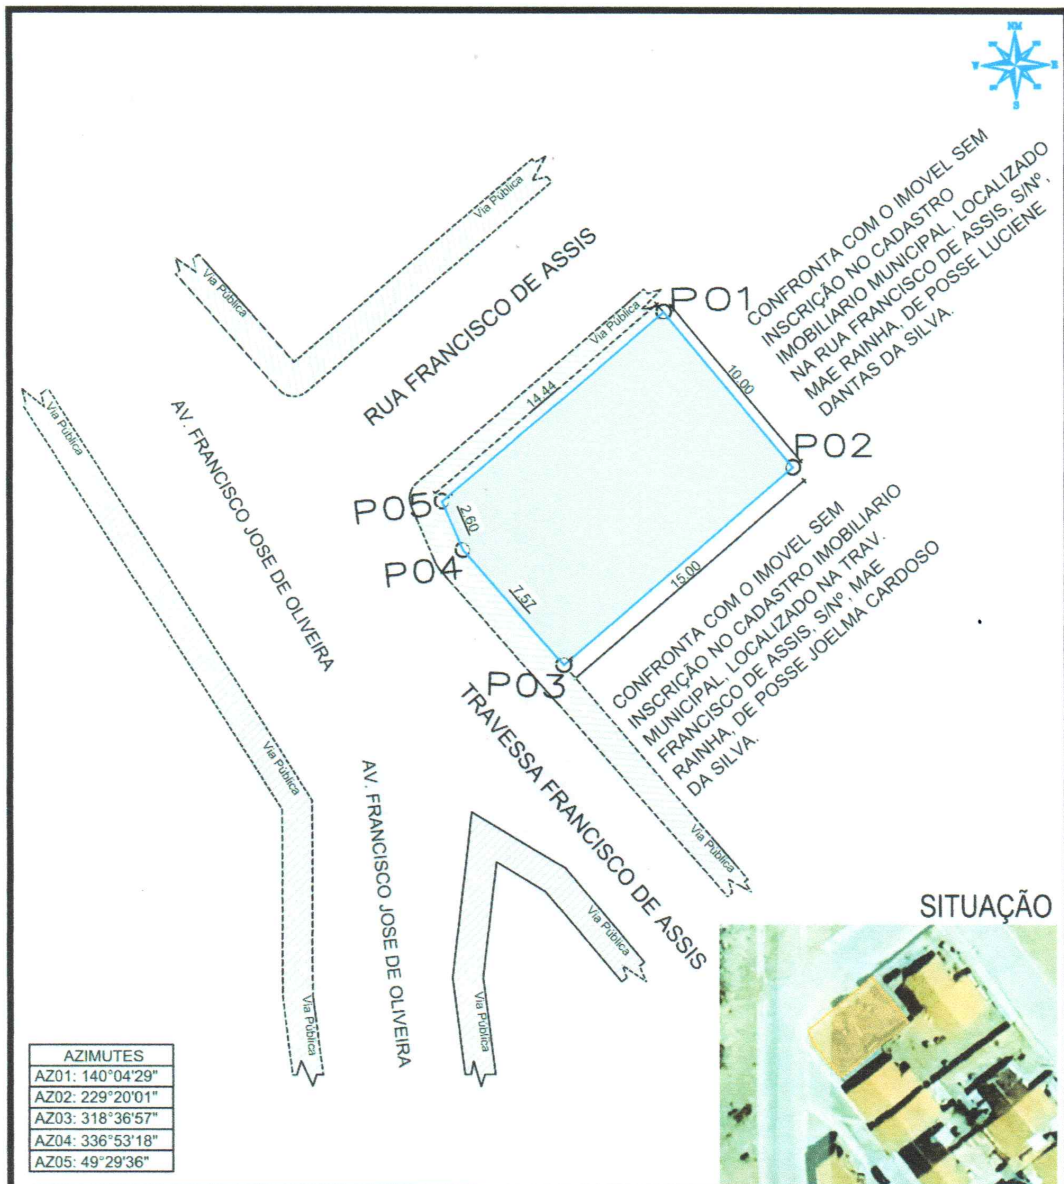 NM
V
E
S
CONFRONTA COM O IMOVEL SEM
INSCRIÇÃO NO CADASTRO
IMOBILIARIO MUNICIPAL, LOCALIZADO
NA RUA FRANCISCO DE ASSIS, S/Nº,
MAE RAINHA, DE POSSE LUCIENE
DANTAS DA SILVA.
Via Pública
Via Pública
RUA FRANCISCO DE ASSIS
Via Pública
P01
14.44
10.00
Via Pública
AV. FRANCISCO JOSE DE OLIVEIRA
P02
P05
2.60
P04
7.57
15.00
P03
CONFRONTA COM O IMOVEL SEM
INSCRIÇÃO NO CADASTRO IMOBILIARIO
MUNICIPAL, LOCALIZADO NA TRAV.
FRANCISCO DE ASSIS, S/Nº, MAE
RAINHA, DE POSSE JOELMA CARDOSO
DA SILVA.
TRAVESSA FRANCISCO DE ASSIS
Via Pública
AV. FRANCISCO JOSE DE OLIVEIRA
Via Pública
Via Pública
Via Pública
Via Pública
SITUAÇÃO
AZIMUTES
AZ01: 140°04'29"
AZ02: 229°20'01"
AZ03: 318°36'57"
AZ04: 336°53'18"
AZ05: 49°29'36"